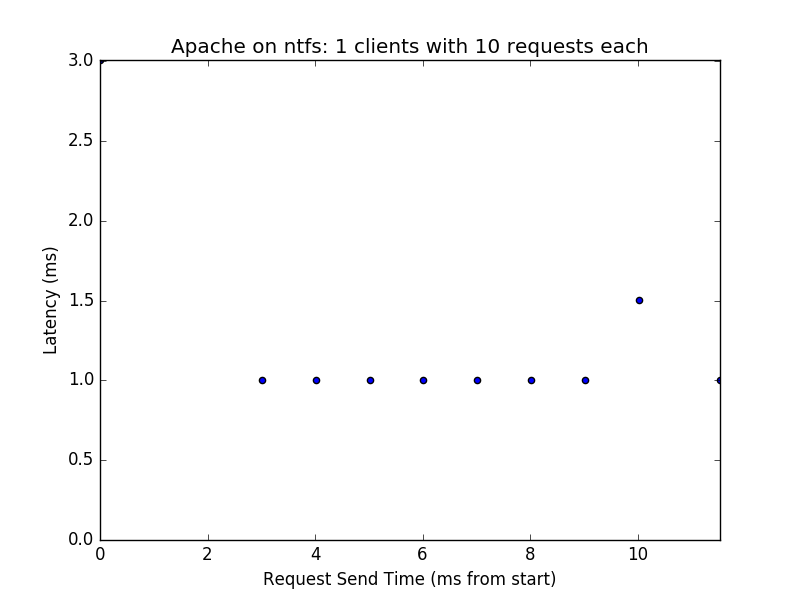 Apache on ntfs: 1 clients with 10 requests each
3.0
2.5
2.0
1.5
1.0
0.5
0.0
Latency (ms)
0 2 4 6 8 10
Request Send Time (ms from start)